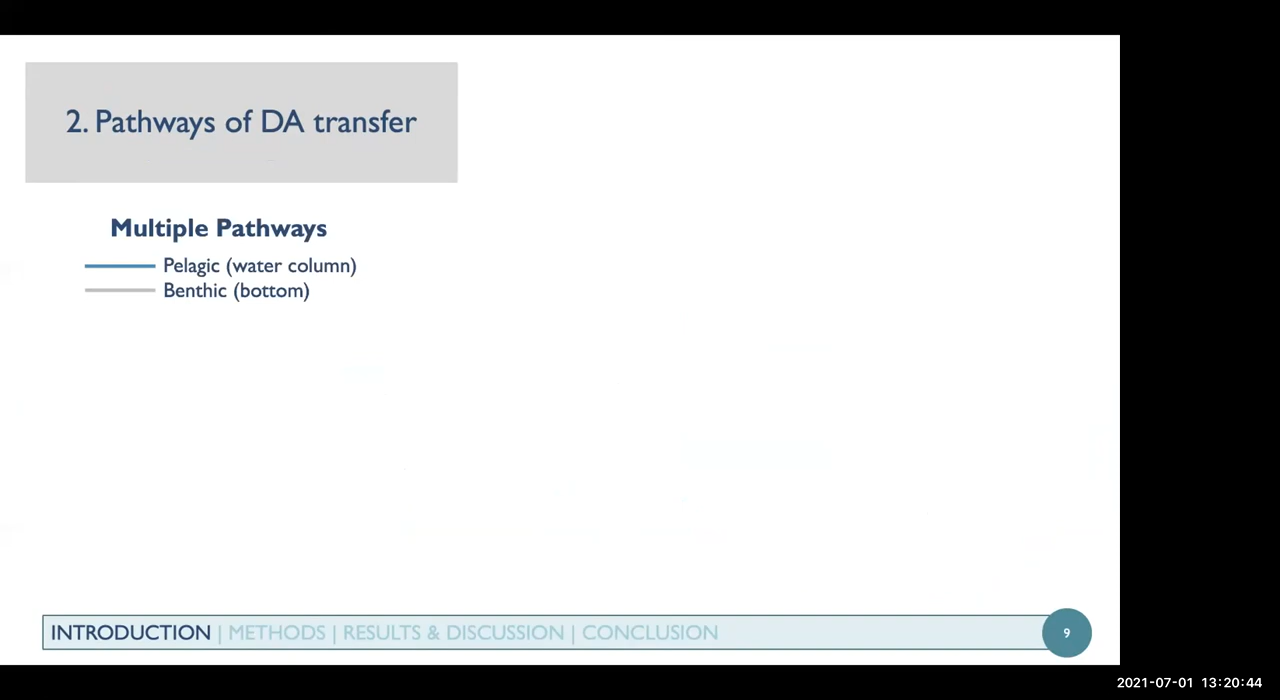 2. Pathways of DA transfer
Multiple Pathways
Pelagic (water column)
Benthic (bottom)
INTRODUCTION | METHODS | RESULTS & DISCUSSION | CONCLUSION
9
2021-07-01 13:20:44